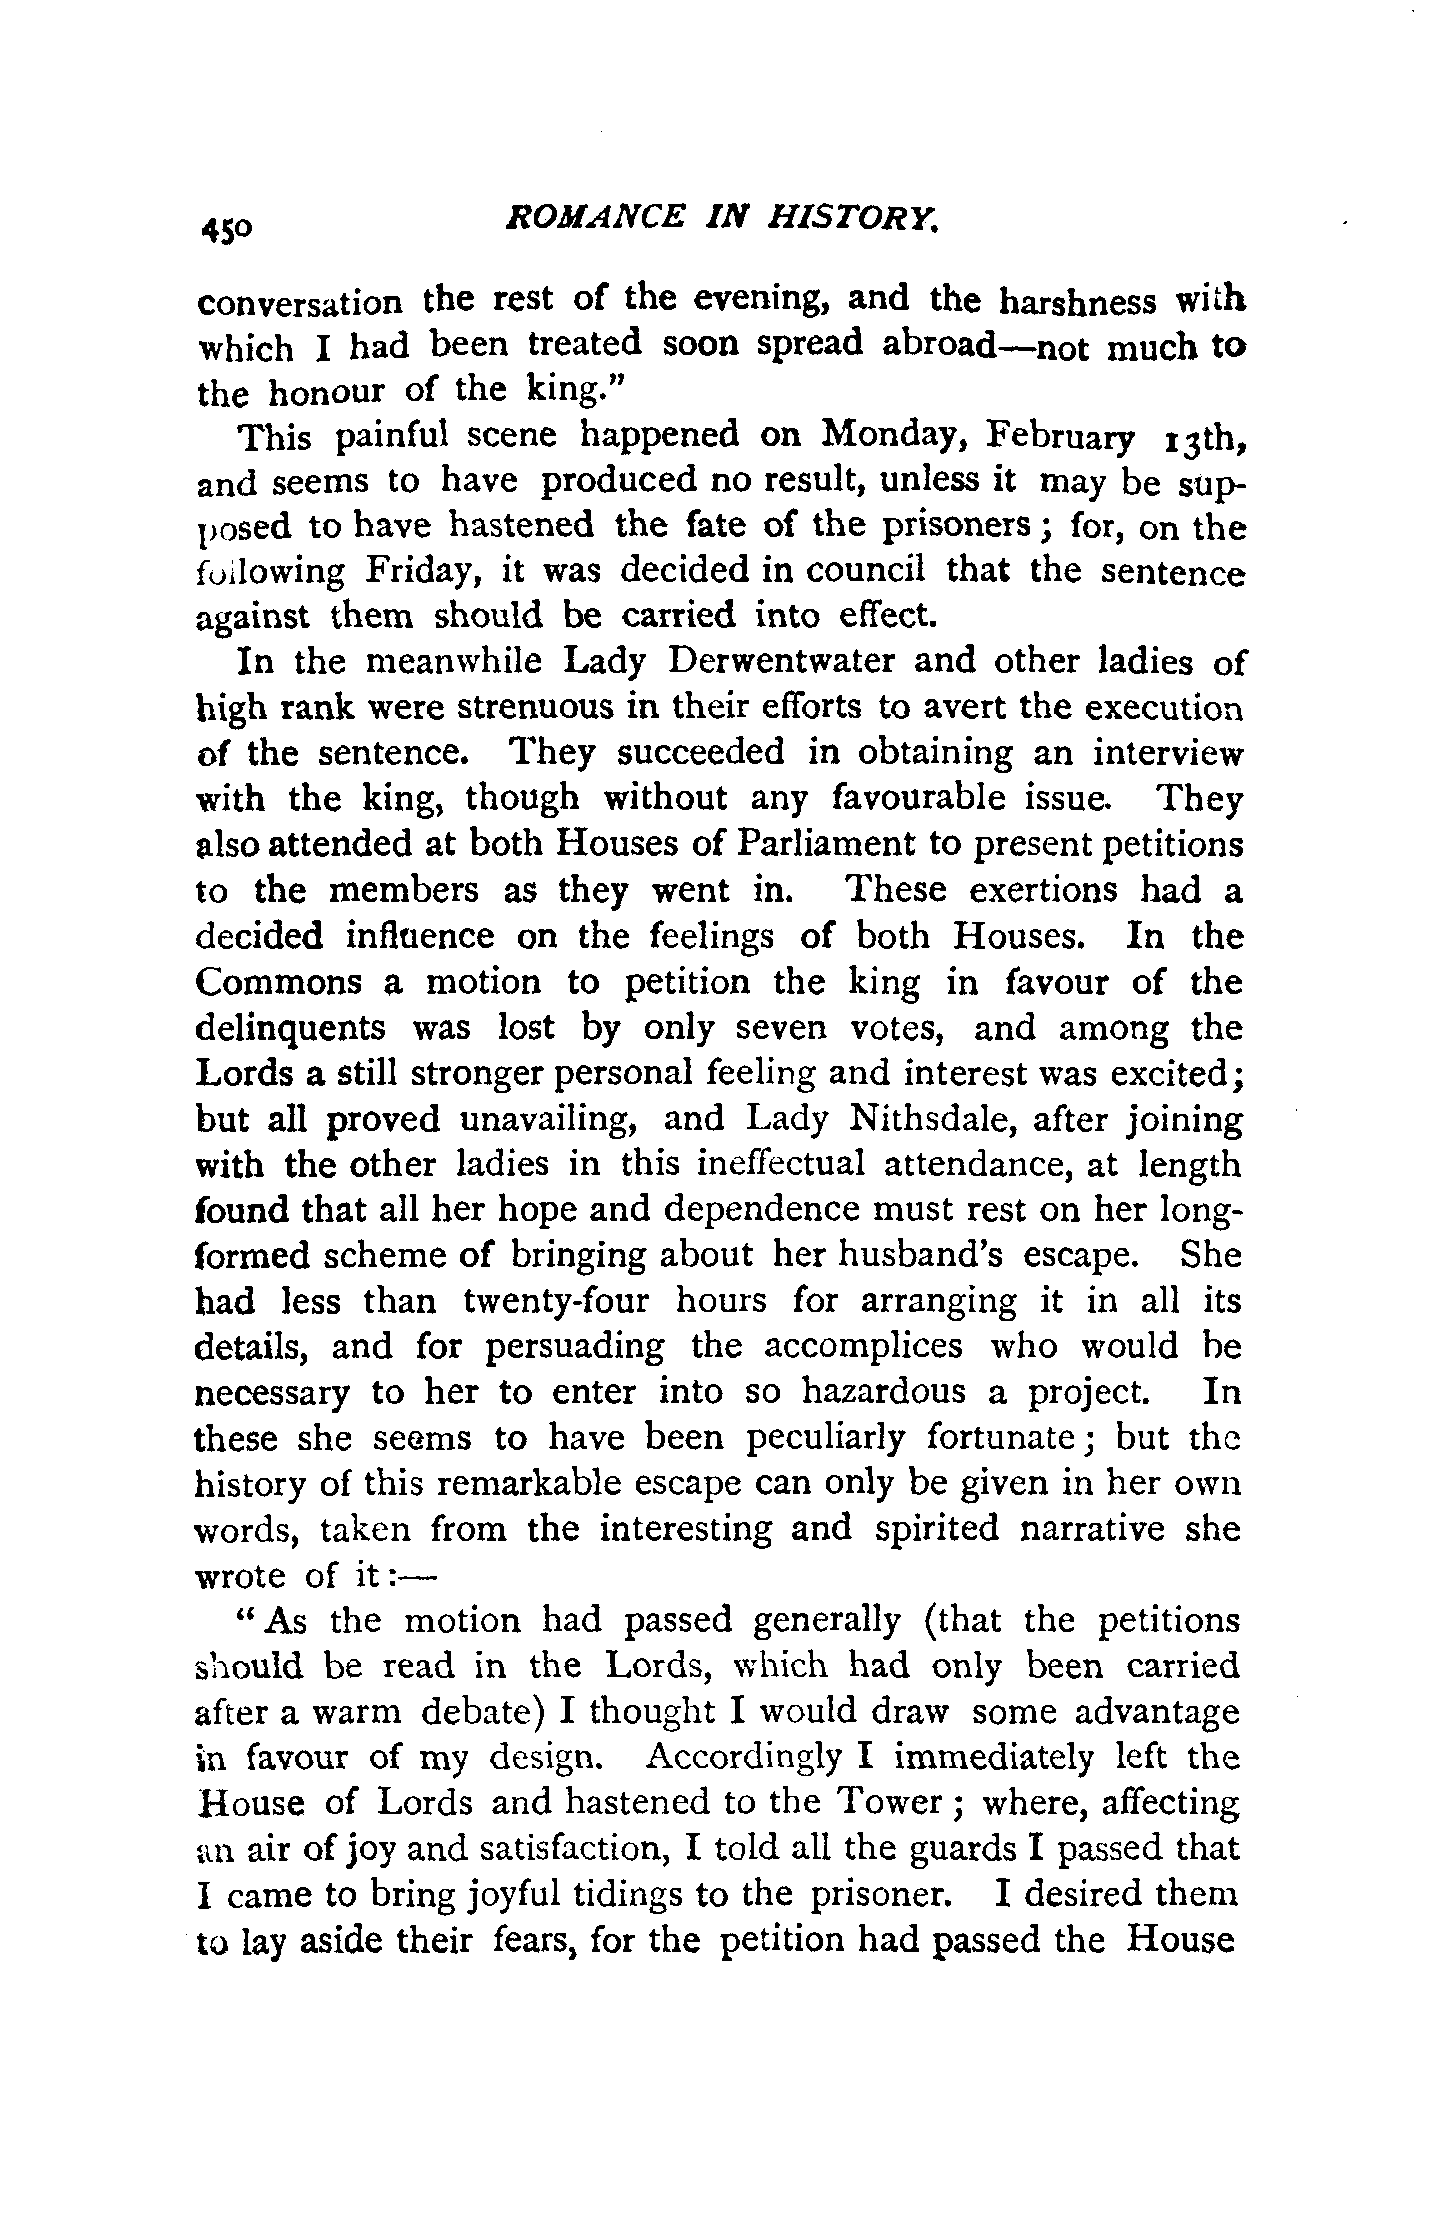 450
ROMANCE IN HISTORY.
conversation the rest of the evening, and the harshness with
which I had been treated soon spread abroad—not much to
the honour of the king."
This painful scene happened on Monday, February 13th,
and seems to have produced no result, unless it may be sup-
posed to have hastened the fate of the prisoners; for, on the
following Friday, it was decided in council that the sentence
against them should be carried into effect.
In the meanwhile Lady Derwentwater and other ladies of
high rank were strenuous in their efforts to avert the execution
of the sentence. They succeeded in obtaining an interview
with the king, though without any favourable issue. They
also attended at both Houses of Parliament to present petitions
to the members as they went in. These exertions had a
decided influence on the feelings of both Houses. In the
Commons a motion to petition the king in favour of the
delinquents was lost by only seven votes, and among the
Lords a still stronger personal feeling and interest was excited;
but all proved unavailing, and Lady Nithsdale, after joining
with the other ladies in this ineffectual attendance, at length
found that all her hope and dependence must rest on her long-
formed scheme of bringing about her husband's escape. She
had less than twenty-four hours for arranging it in all its
details, and for persuading the accomplices who would be
necessary to her to enter into so hazardous a project. In
these she seems to have been peculiarly fortunate; but the
history of this remarkable escape can only be given in her own
words, taken from the interesting and spirited narrative she
wrote of it:—
"As the motion had passed generally (that the petitions
should be read in the Lords, which had only been carried
after a warm debate) I thought I would draw some advantage
in favour of my design. Accordingly I immediately left the
House of Lords and hastened to the Tower; where, affecting
an air of joy and satisfaction, I told all the guards I passed that
I came to bring joyful tidings to the prisoner. I desired them
to lay aside their fears, for the petition had passed the House